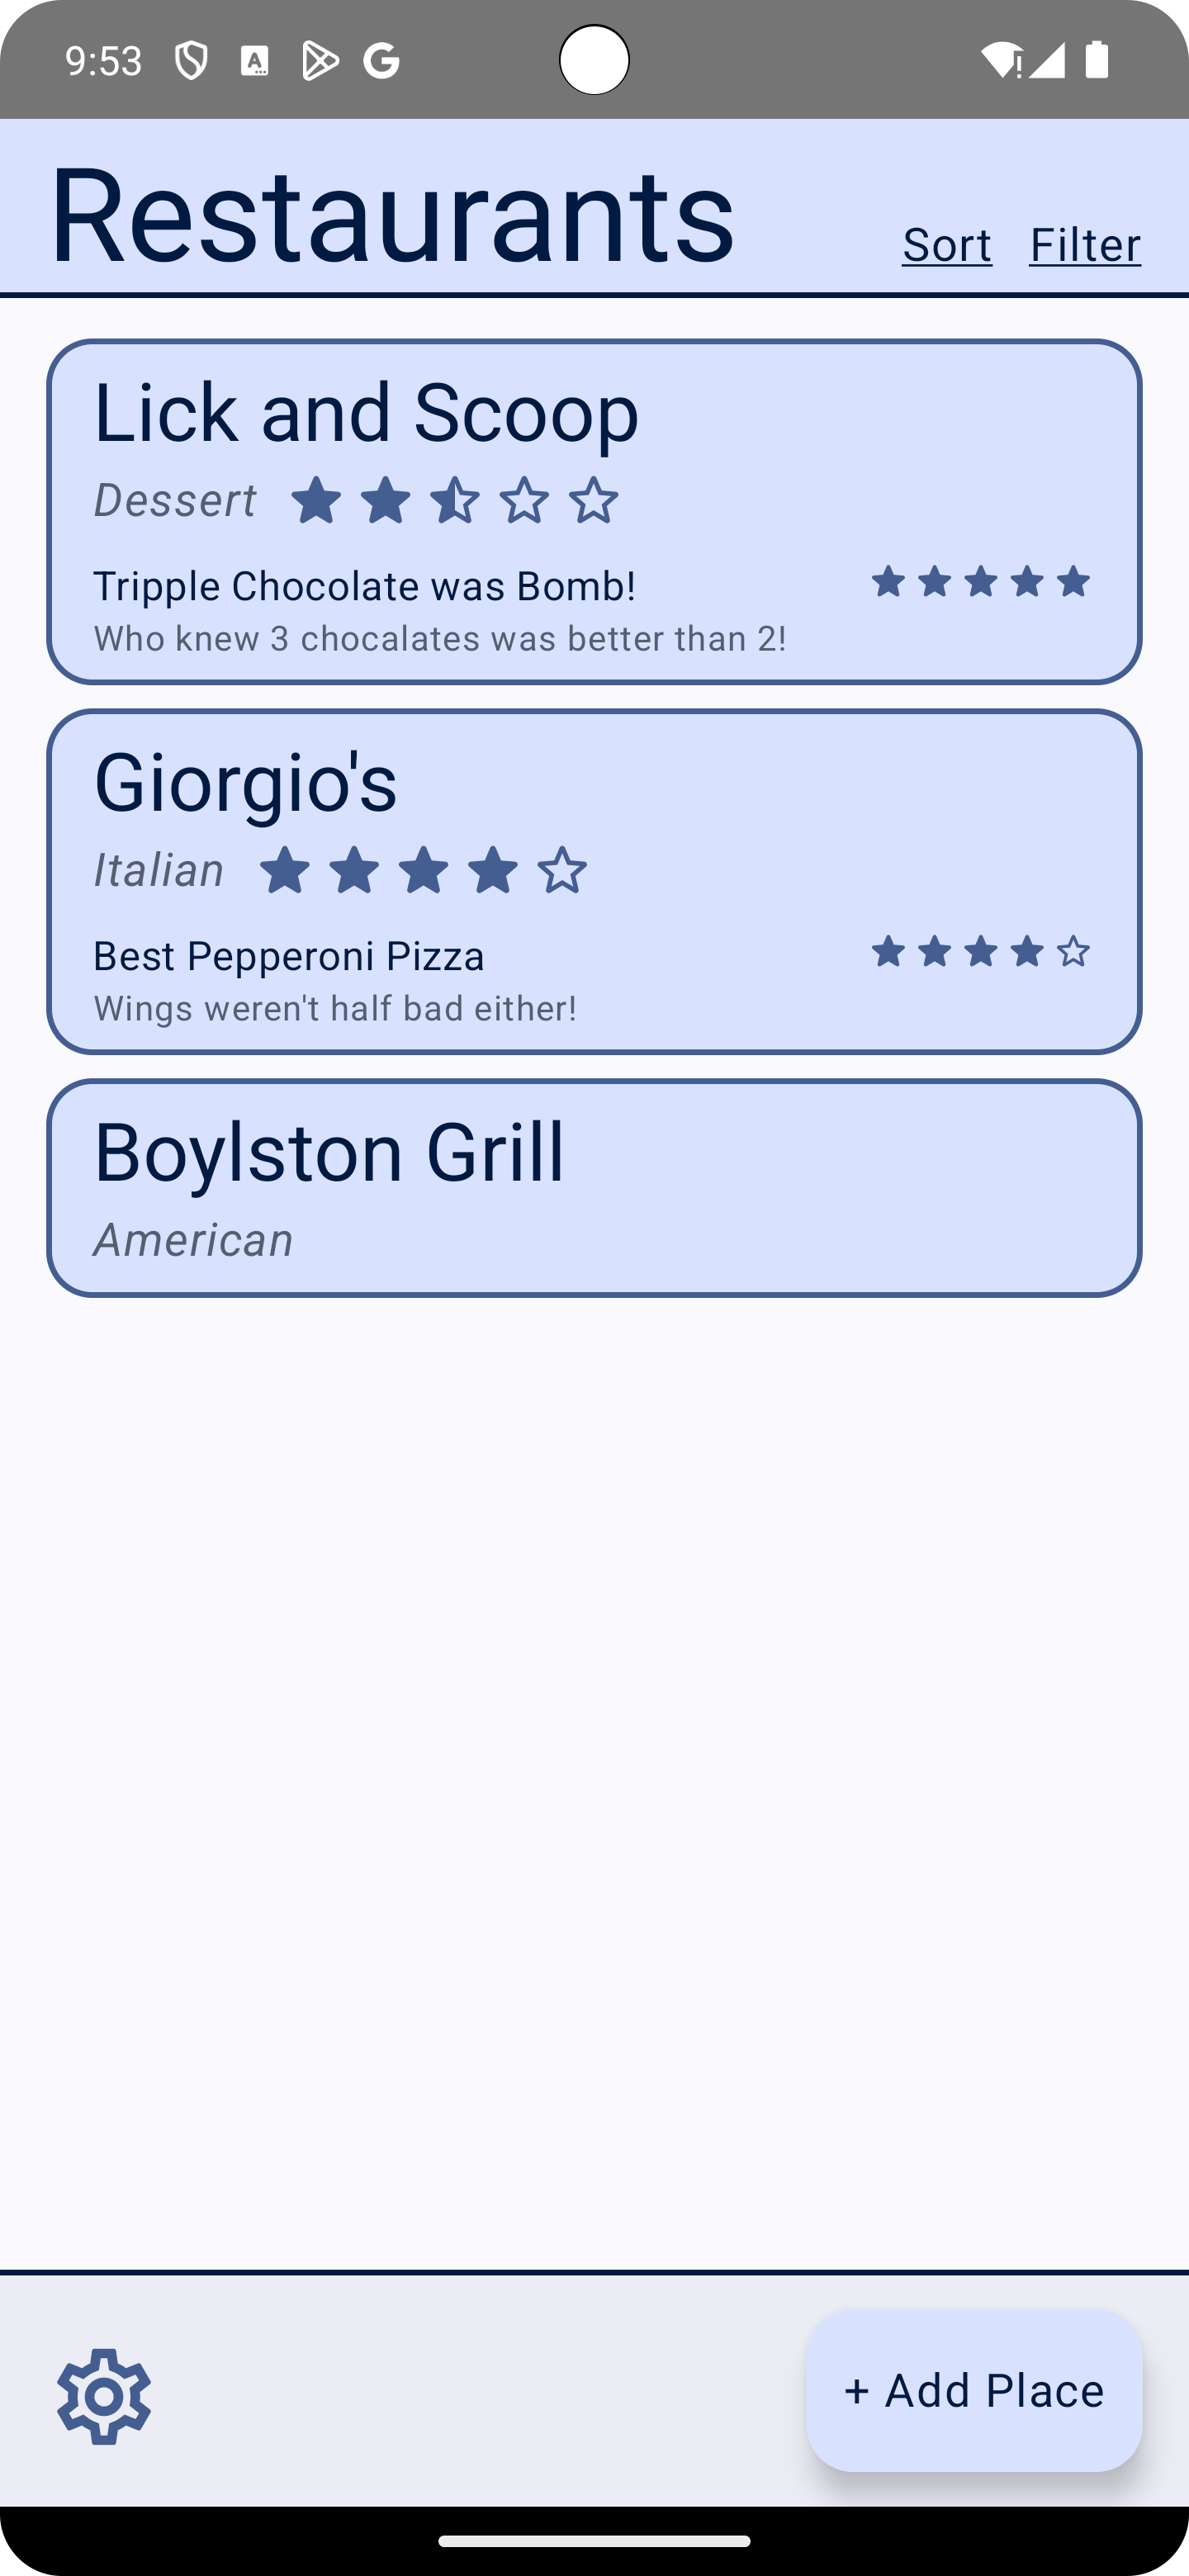 9:53
Restaurants
Sort Filter
Lick and Scoop
Dessert
Tripple Chocolate was Bomb!
Who knew 3 chocalates was better than 2!
Giorgio's
Italian
Best Pepperoni Pizza
Wings weren't half bad either!
Boylston Grill
American
+ Add Place